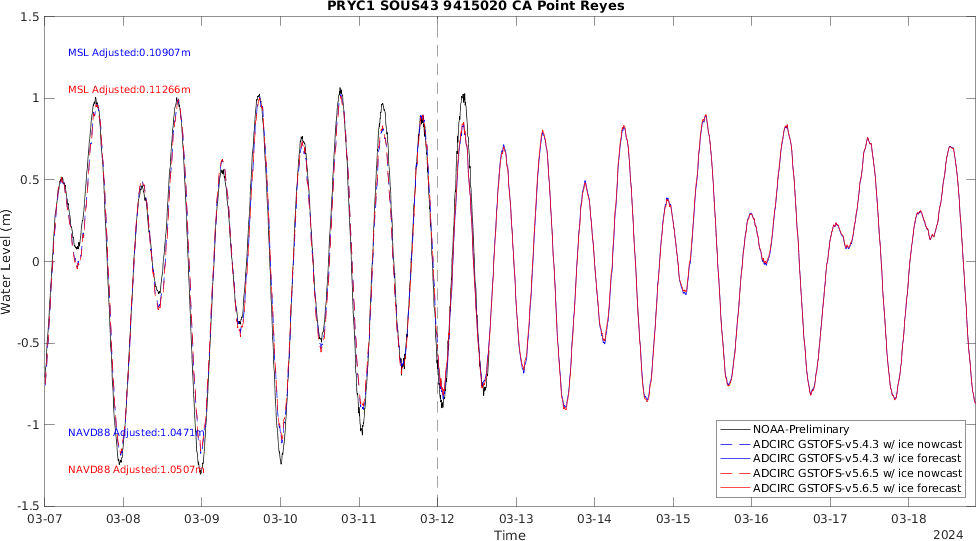 PRYC1 SOUS43 9415020 CA Point Reyes
1.5
MSL Adjusted:0.10907m
1
MSL Adjusted:0.11266m
0.5
0
Water Level (m)
-0.5
-1
NAVD88 Adjusted:1.0471m
NAVD88 Adjusted:1.0507m
-1.5
NOAA-Preliminary
ADCIRC GSTOFS-v5.4.3 w/ ice nowcast
ADCIRC GSTOFS-v5.4.3 w/ ice forecast
ADCIRC GSTOFS-v5.6.5 w/ ice nowcast
ADCIRC GSTOFS-v5.6.5 w/ ice forecast
03-07 03-08 03-09 03-10 03-11 03-12 03-13 03-14 03-15 03-16 03-17 03-18
Time
2024